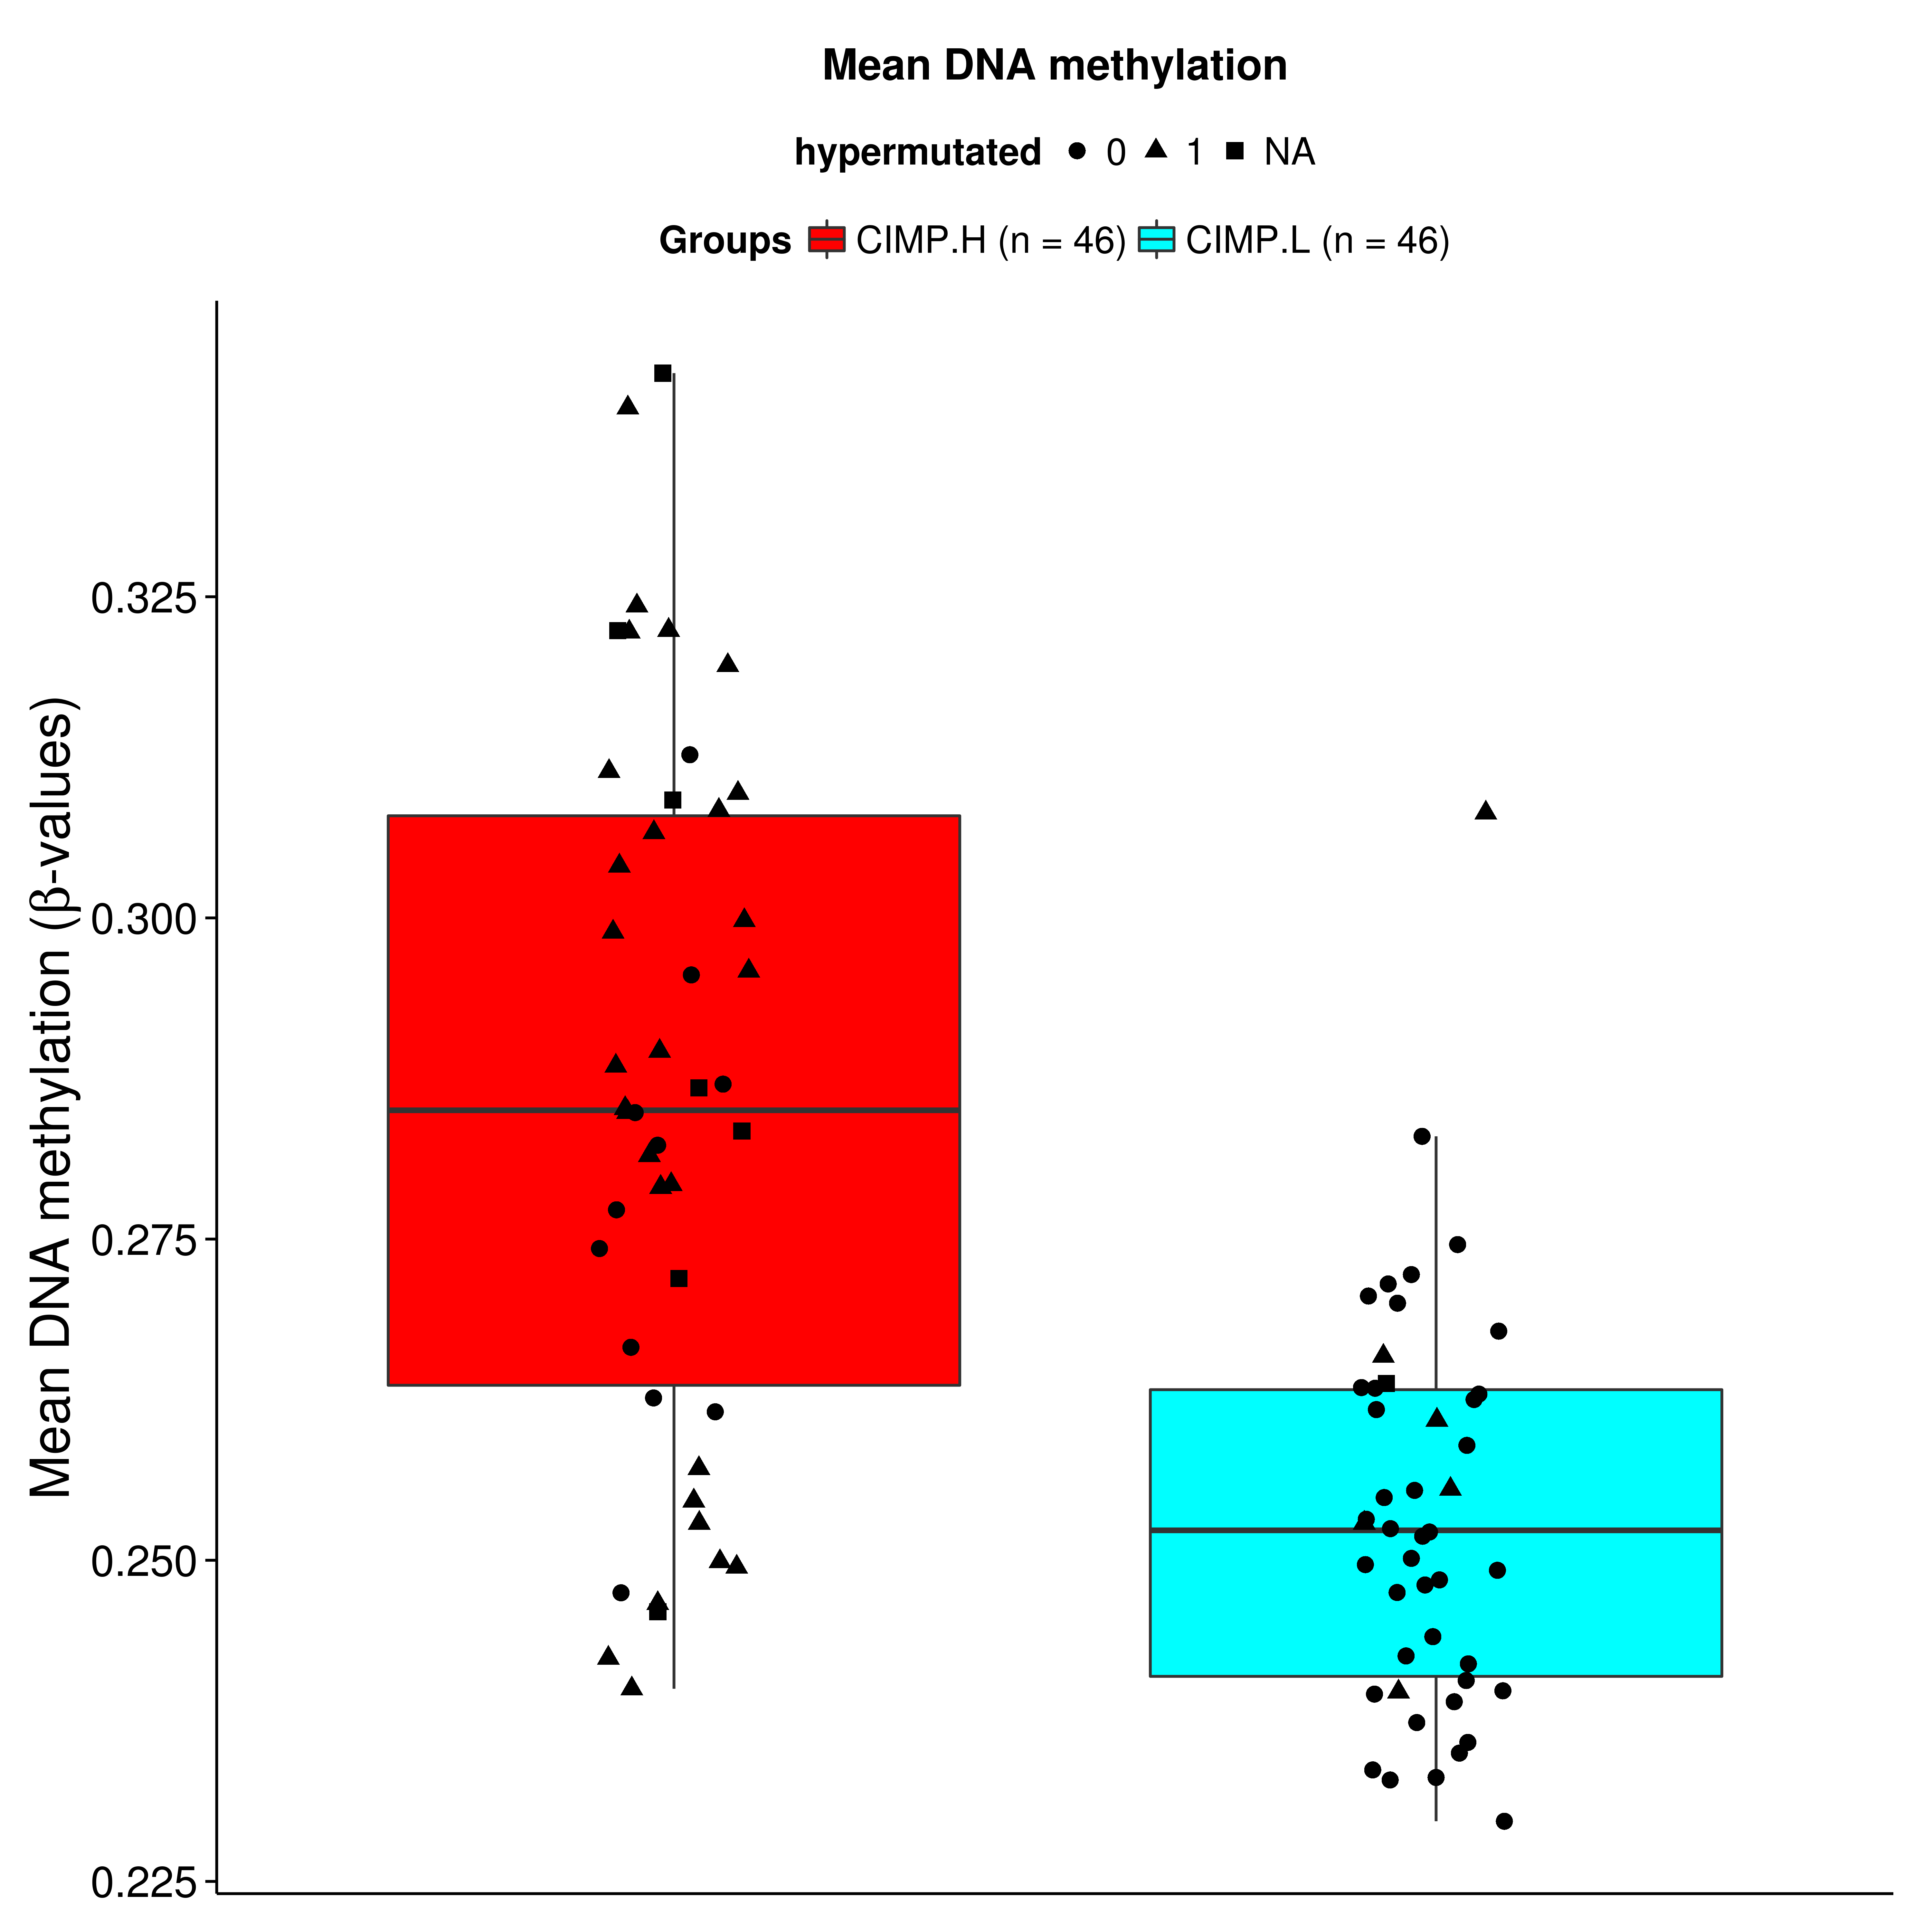 Mean DNA methylation
hypermutated 0 1 NA
Groups CIMP.H (n = 46) CIMP.L (n = 46)
Mean DNA methylation (β-values)
0.325
0.300
0.275
0.250
0.225